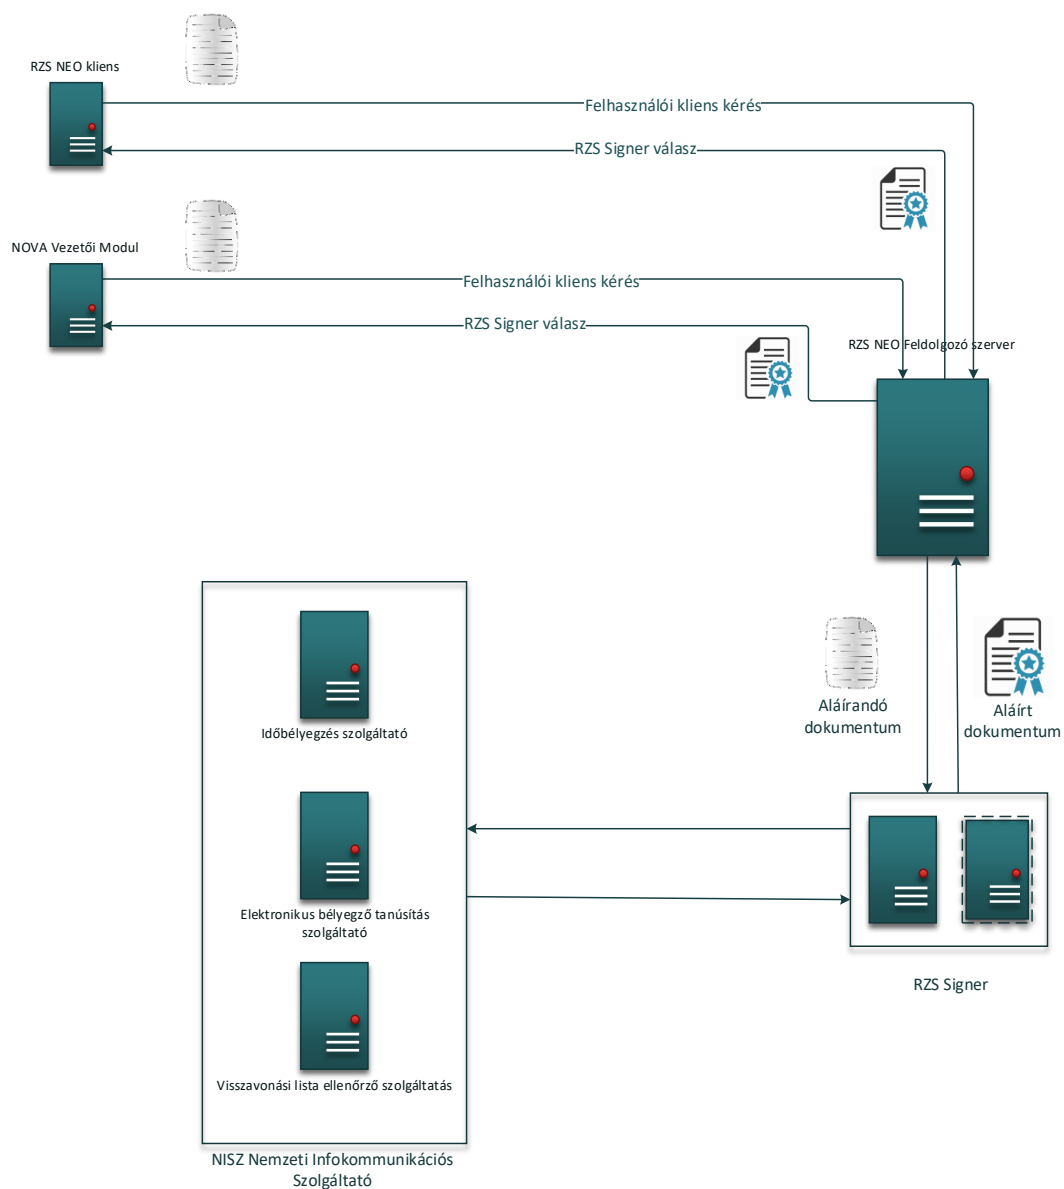 RZS NEO kliens
Felhasználói kliens kérés
RZS Signer válasz
NOVA Vezetői Modul
Felhasználói kliens kérés
RZS Signer válasz
RZS NEO Feldolgozó szerver
Aláírandó
dokumentum
Aláírt
dokumentum
Időbélyegzés szolgáltató
Elektronikus bélyegző tanúsítás
szolgáltató
Visszavonási lista ellenőrző szolgáltatás
RZS Signer
NISZ Nemzeti Infokommunikációs
Szolgáltató